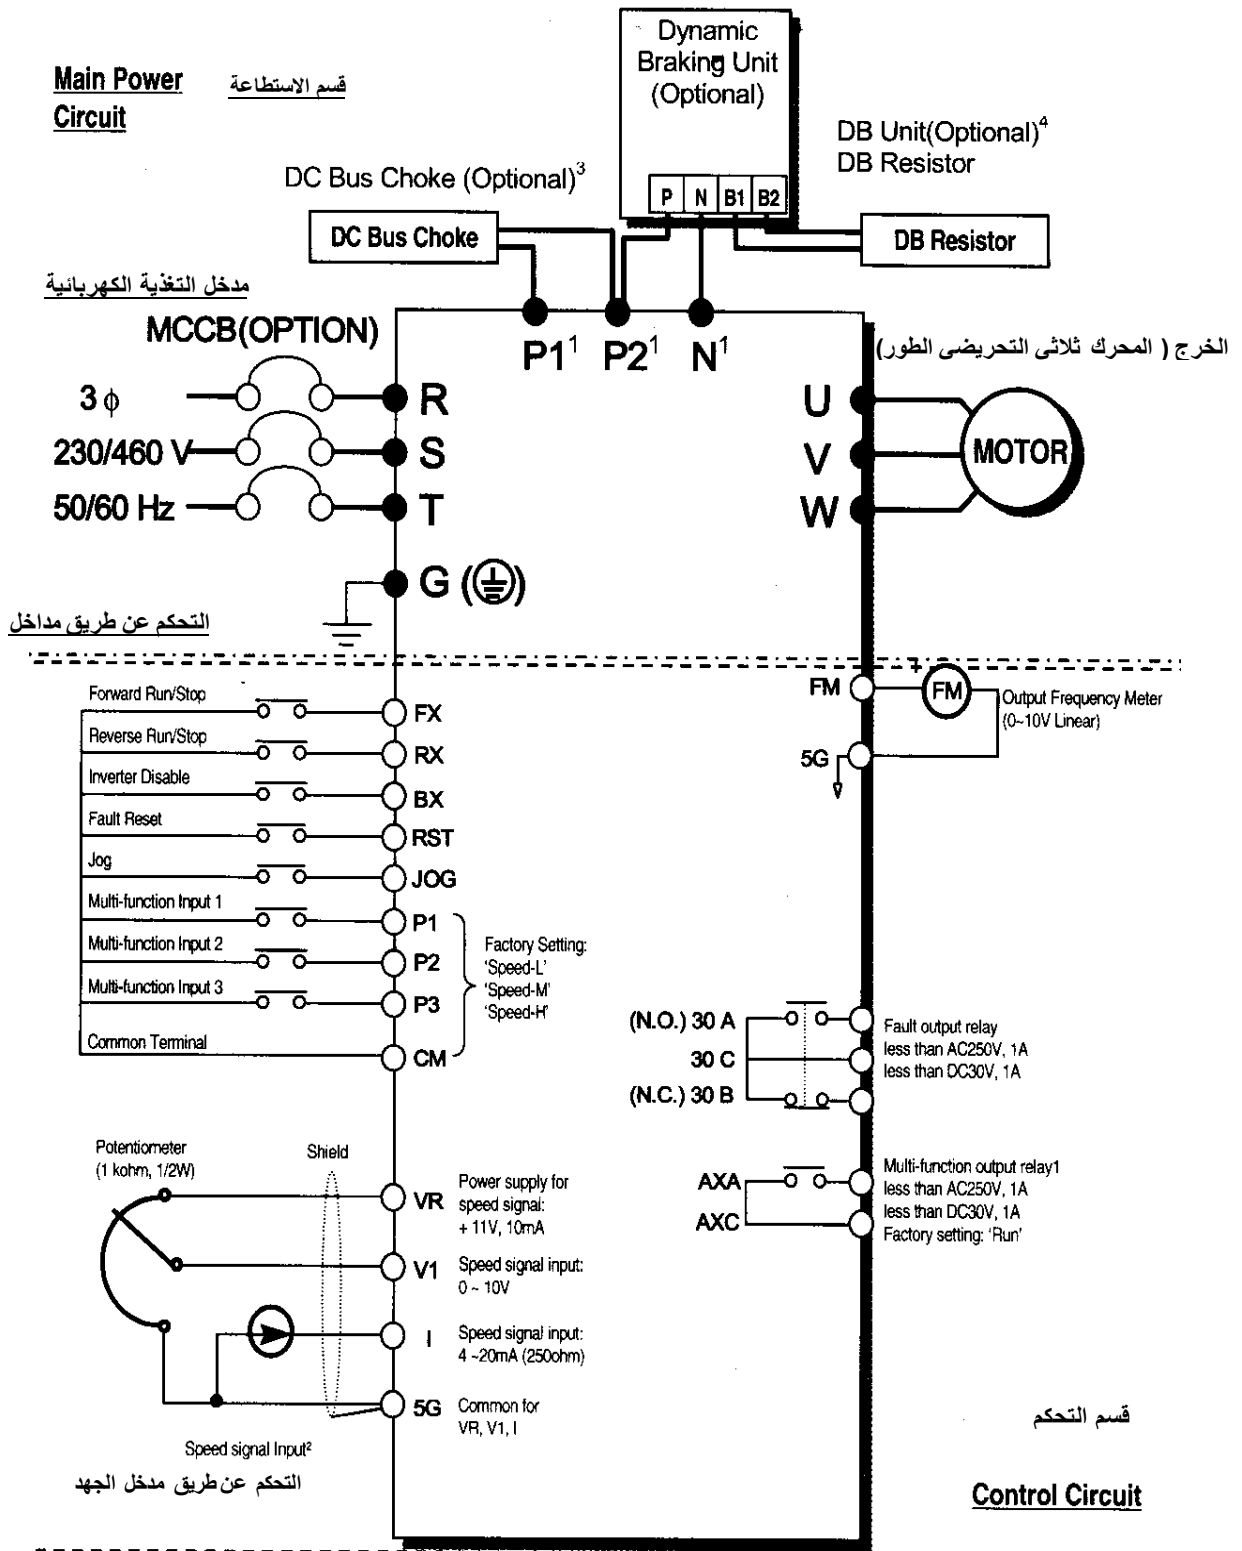 Dynamic
Braking Unit
(Optional)
Main Power
Circuit
قسم الاستطاعة
DB Unit(Optional)4
DB Resistor
DC Bus Choke (Optional)3
P N B1 B2
DC Bus Choke
DB Resistor
مدخل التغذية الكهربائية
MCCB(OPTION)
P1¹ P2¹ N¹
الخرج ( المحرك ثلاثي التحريضي الطور)
3 ϕ
R
U
230/460 V
S
V
MOTOR
50/60 Hz
T
W
G
التحكم عن طريق مداخل
Forward Run/Stop
FX
Reverse Run/Stop
RX
Inverter Disable
BX
Fault Reset
RST
Jog
JOG
Multi-function Input 1
P1
Multi-function Input 2
P2
Multi-function Input 3
P3
Common Terminal
CM
Factory Setting:
'Speed-L'
'Speed-M'
'Speed-H'
FM
+
FM
Output Frequency Meter
(0~10V Linear)
5G
(N.O.) 30 A
30 C
(N.C.) 30 B
Fault output relay
less than AC250V, 1A
less than DC30V, 1A
AXA
AXC
Multi-function output relay1
less than AC250V, 1A
less than DC30V, 1A
Factory setting: 'Run'
Potentiometer
(1 kohm, 1/2W)
Shield
VR
Power supply for
speed signal:
+ 11V, 10mA
V1
Speed signal input:
0 ~ 10V
I
Speed signal input:
4 ~20mA (250ohm)
5G
Common for
VR, V1, I
Speed signal Input²
التحكم عن طريق مدخل الجهد
قسم التحكم
Control Circuit